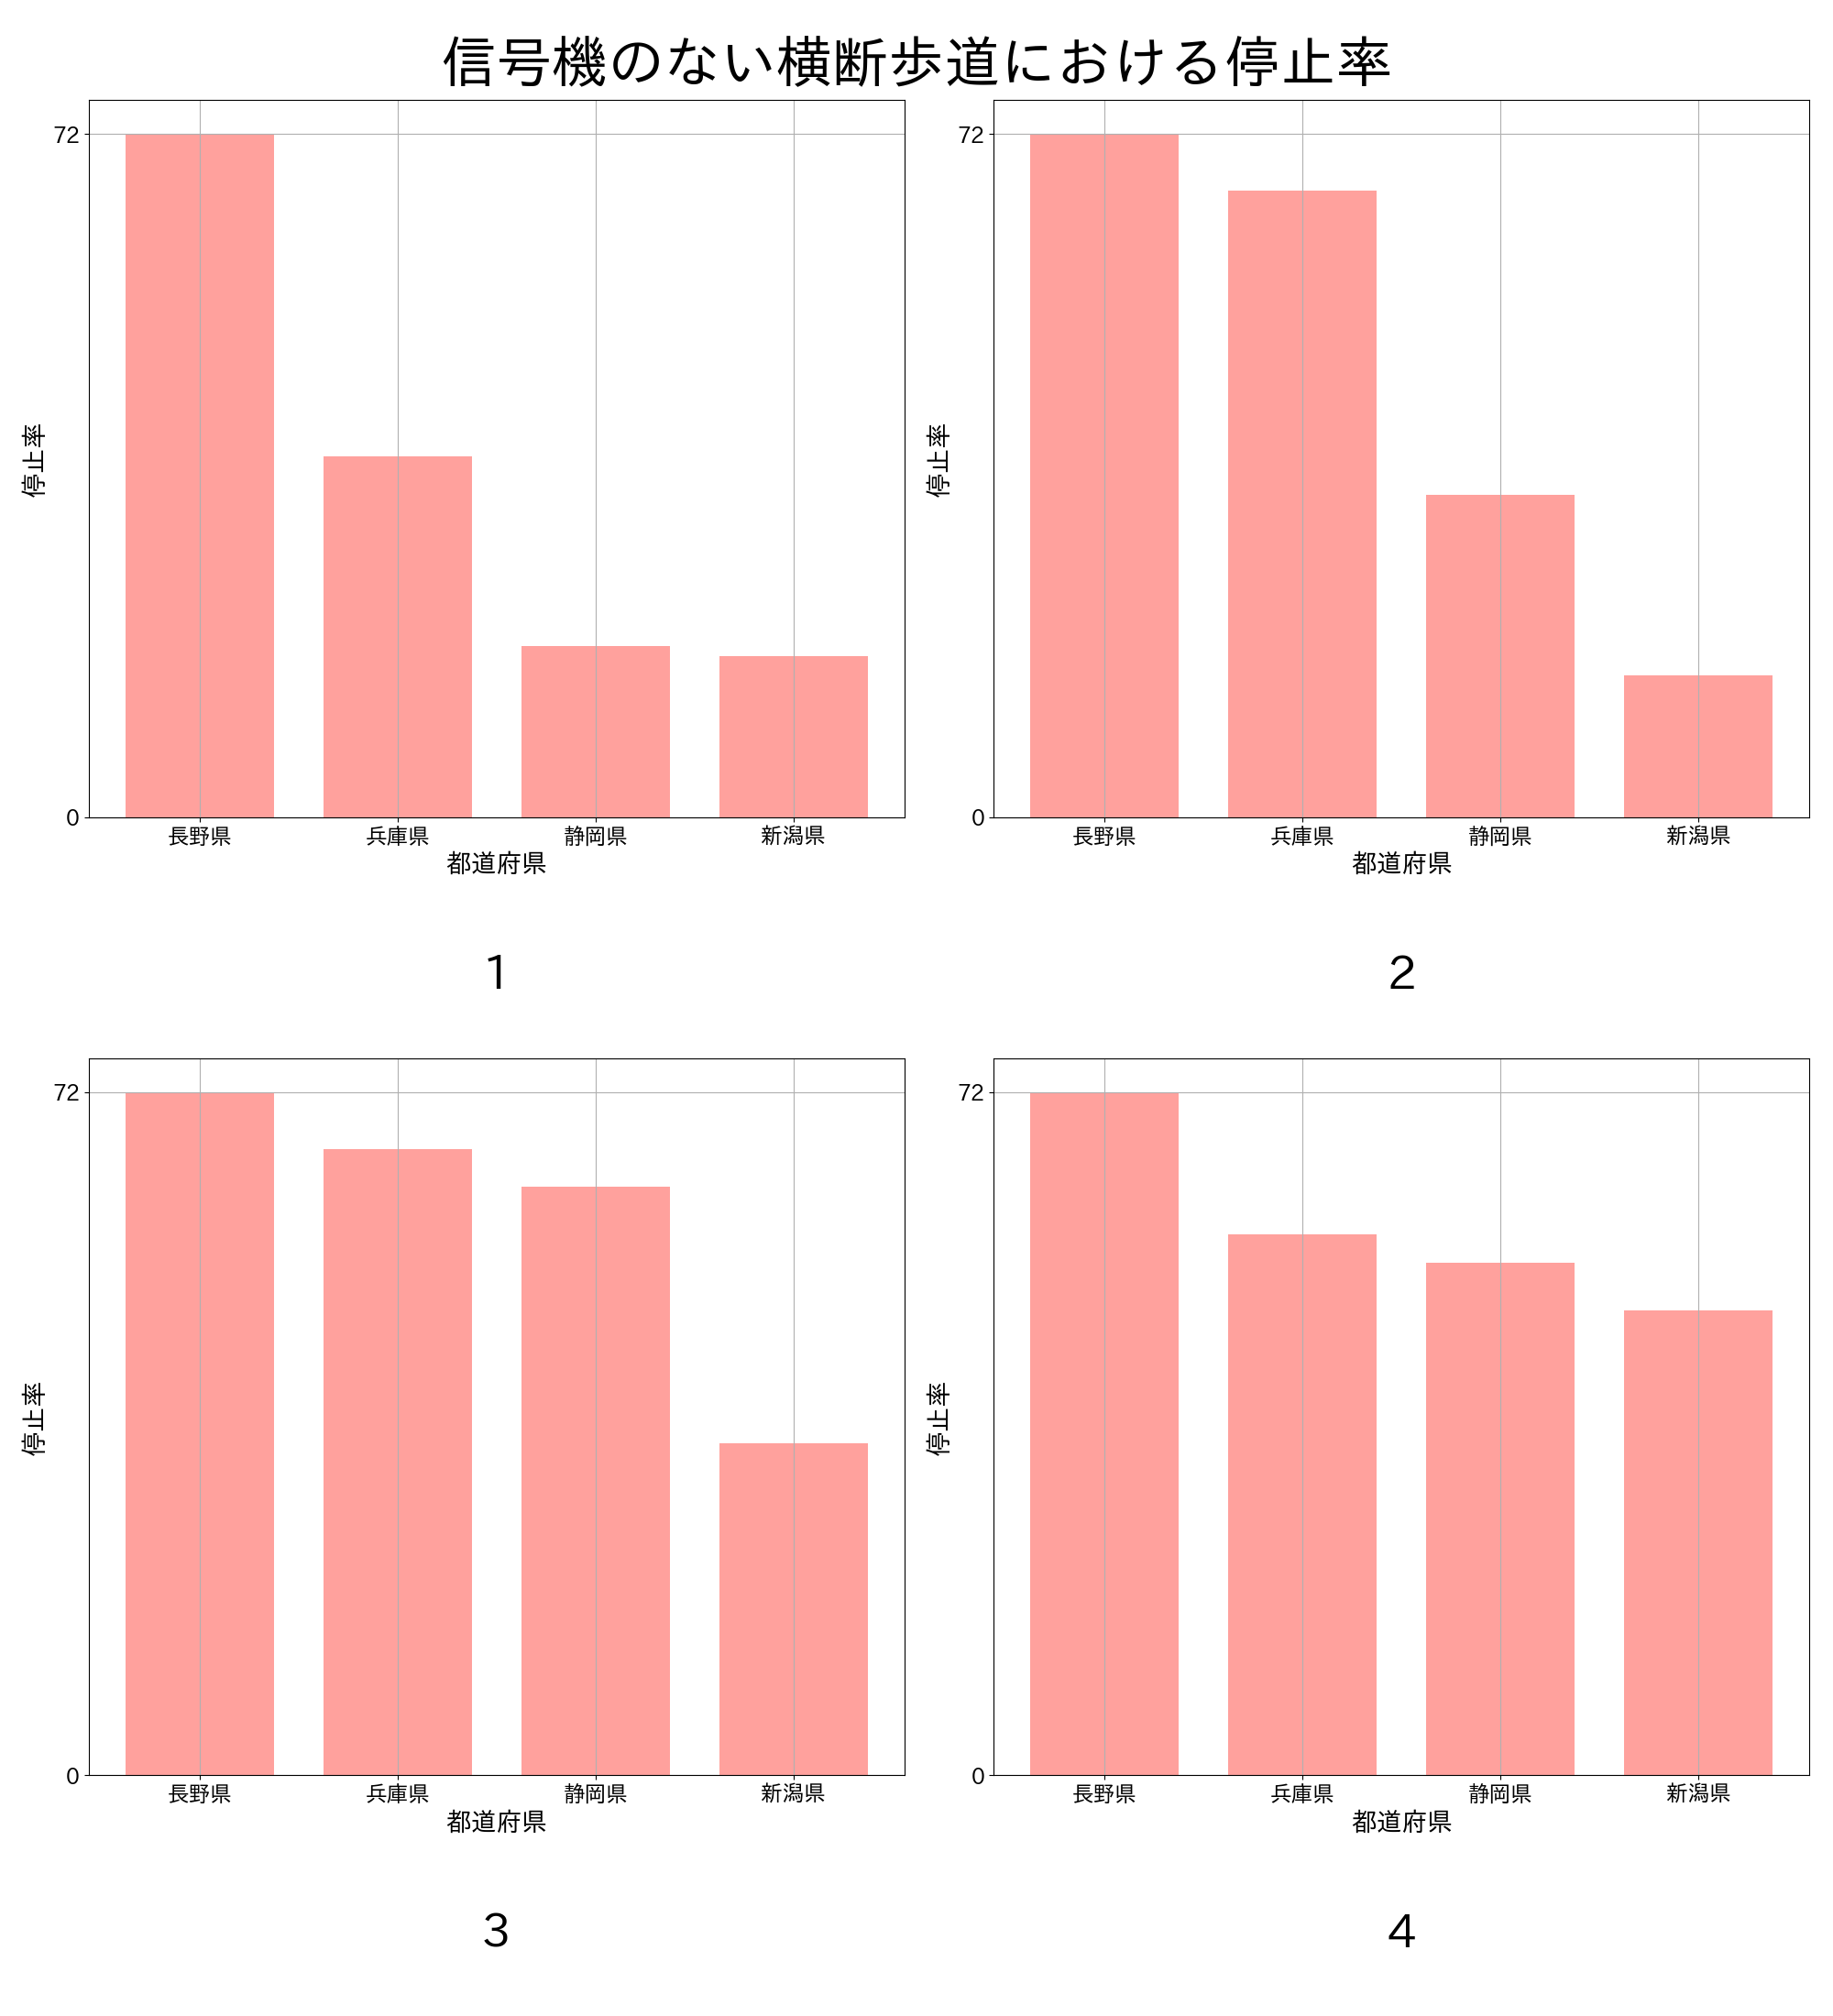 信号機のない横断歩道における停止率
72
0
停止率
長野県 兵庫県 静岡県 新潟県
都道府県
1
72
0
停止率
長野県 兵庫県 静岡県 新潟県
都道府県
2
72
0
停止率
長野県 兵庫県 静岡県 新潟県
都道府県
3
72
0
停止率
長野県 兵庫県 静岡県 新潟県
都道府県
4